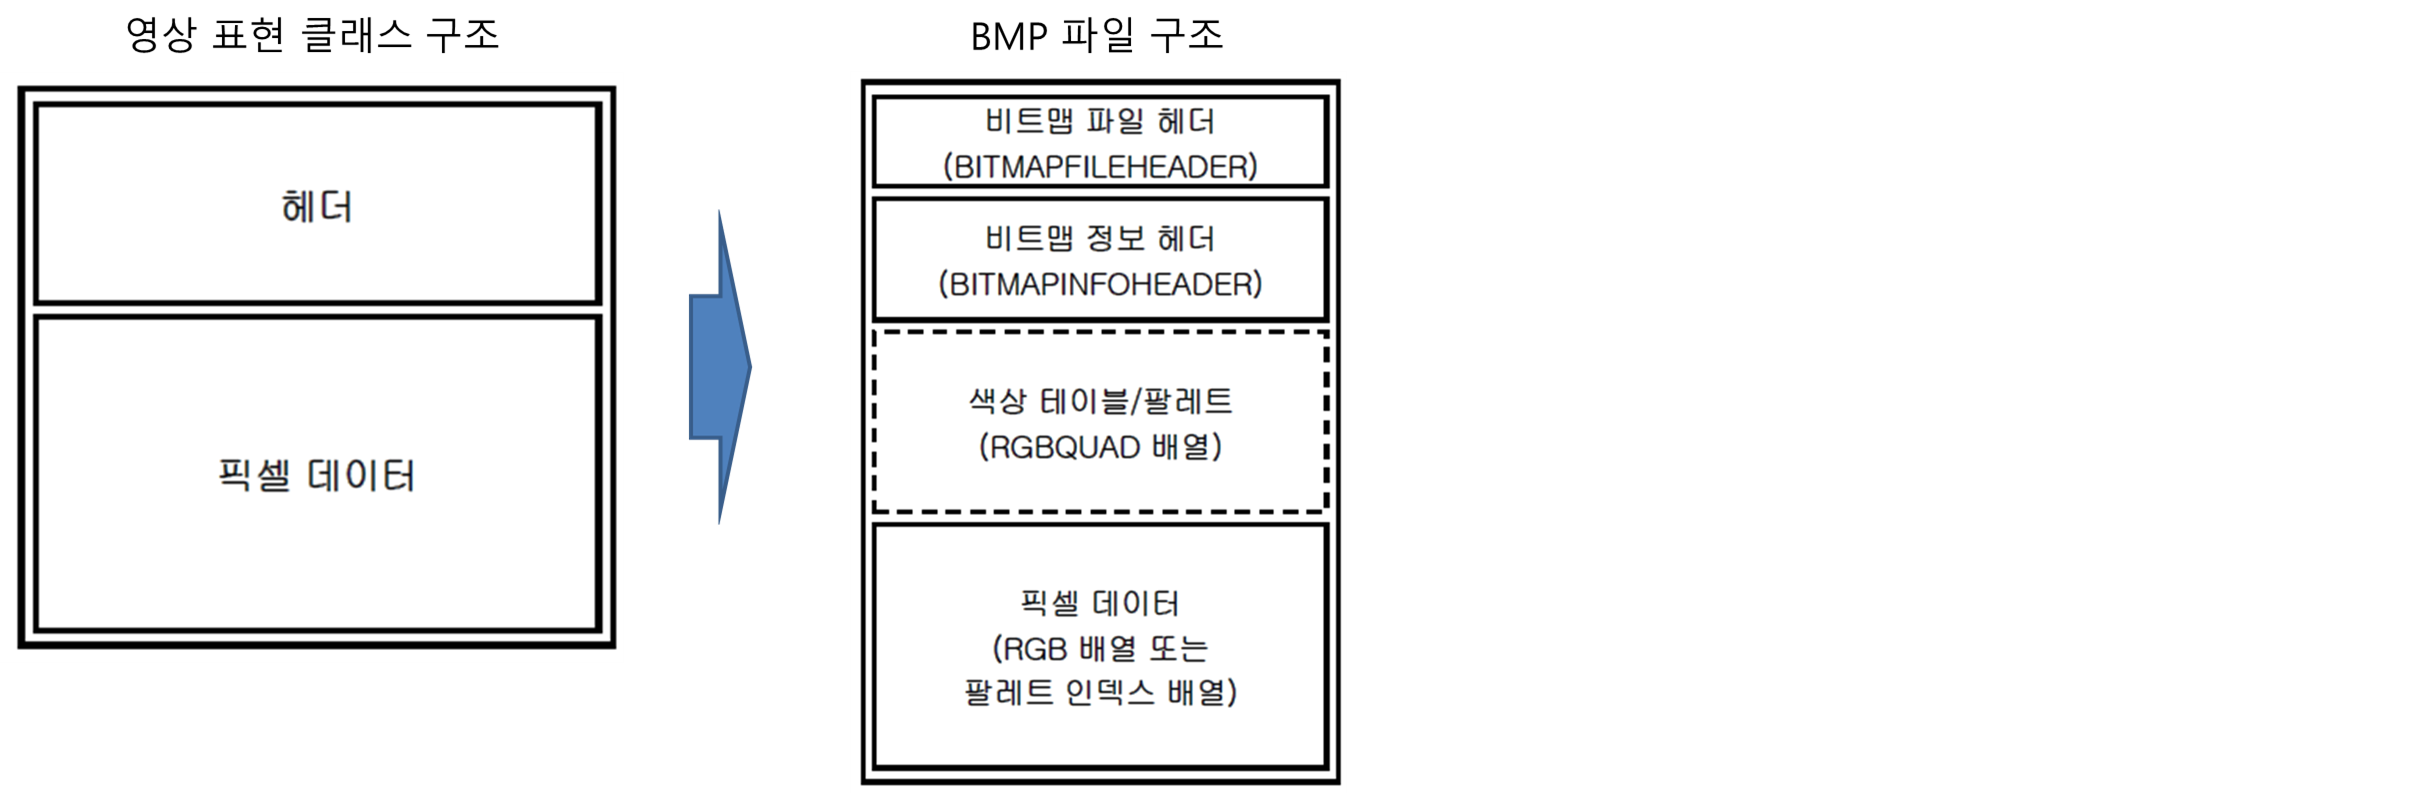 영상 표현 클래스 구조
헤더
픽셀 데이터
BMP 파일 구조
비트맵 파일 헤더
(BITMAPFILEHEADER)
비트맵 정보 헤더
(BITMAPINFOHEADER)
색상 테이블/팔레트
(RGBQUAD 배열)
픽셀 데이터
(RGB 배열 또는
팔레트 인덱스 배열)